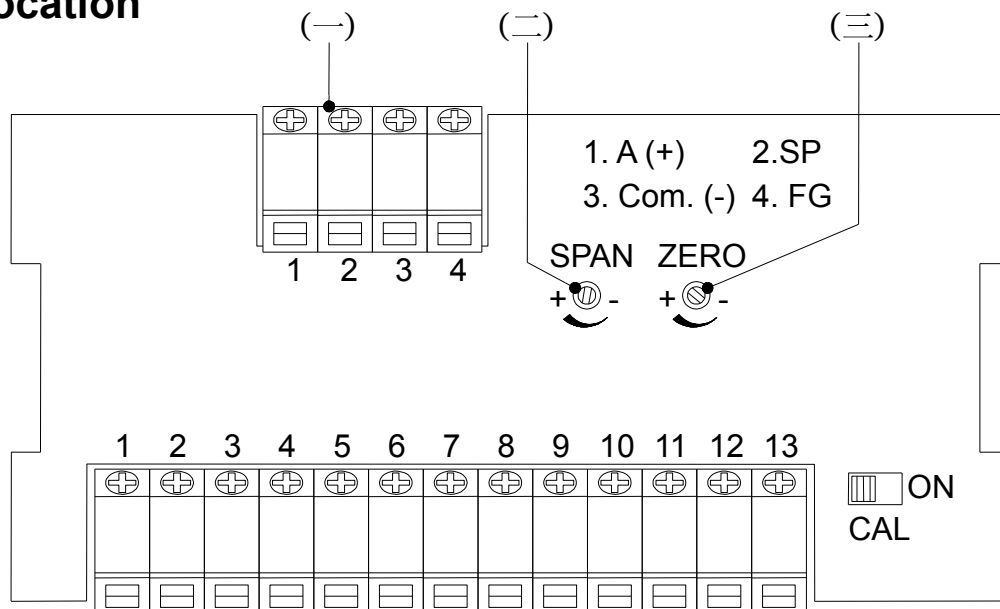 ocation
(一) (二) (三)
1. A (+) 2.SP
3. Com. (-) 4. FG
1 2 3 4
SPAN ZERO
+ - + -
1 2 3 4 5 6 7 8 9 10 11 12 13
ON
CAL